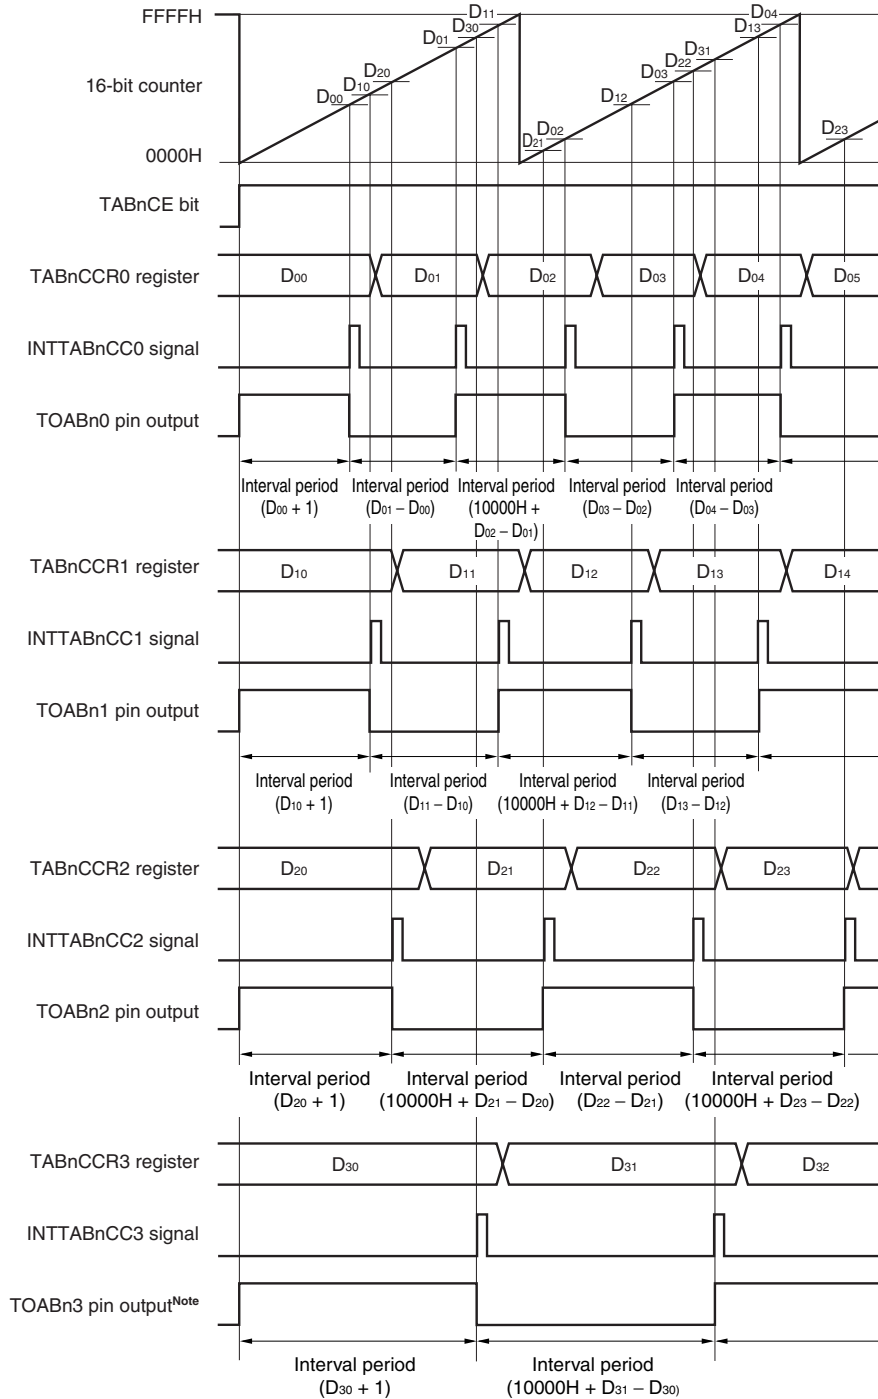 FFFFH
16-bit counter
0000H
D00
D10
D20
D01
D30
D11
D21
D02
D12
D03
D22
D31
D13
D04
D23
TABnCE bit
TABnCCR0 register
D00 D01 D02 D03 D04 D05
INTTABnCC0 signal
TOABn0 pin output
Interval period
(D00 + 1)
Interval period
(D01 – D00)
Interval period
(10000H +
D02 – D01)
Interval period
(D03 – D02)
Interval period
(D04 – D03)
TABnCCR1 register
D10 D11 D12 D13 D14
INTTABnCC1 signal
TOABn1 pin output
Interval period
(D10 + 1)
Interval period
(D11 – D10)
Interval period
(10000H + D12 – D11)
Interval period
(D13 – D12)
TABnCCR2 register
D20 D21 D22 D23
INTTABnCC2 signal
TOABn2 pin output
Interval period
(D20 + 1)
Interval period
(10000H + D21 – D20)
Interval period
(D22 – D21)
Interval period
(10000H + D23 – D22)
TABnCCR3 register
D30 D31 D32
INTTABnCC3 signal
TOABn3 pin output Note
Interval period
(D30 + 1)
Interval period
(10000H + D31 – D30)